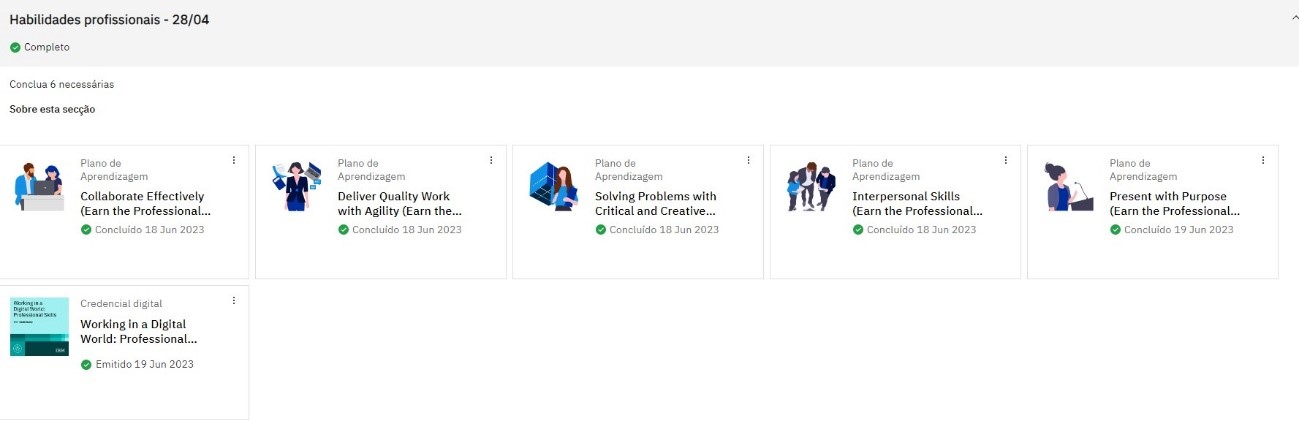 Habilidades profissionais - 28/04
Completo
Conclua 6 necessárias
Sobre esta secção
Plano de
Aprendizagem
Collaborate Effectively
(Earn the Professional...
Concluído 18 Jun 2023
Plano de
Aprendizagem
Deliver Quality Work
with Agility (Earn the...
Concluído 18 Jun 2023
Plano de
Aprendizagem
Solving Problems with
Critical and Creative...
Concluído 18 Jun 2023
Plano de
Aprendizagem
Interpersonal Skills
(Earn the Professional...
Concluído 18 Jun 2023
Plano de
Aprendizagem
Present with Purpose
(Earn the Professional...
Concluído 19 Jun 2023
Working in a
Digital World:
Professional Skills
IBM
Credencial digital
Working in a Digital
World: Professional...
Emitido 19 Jun 2023